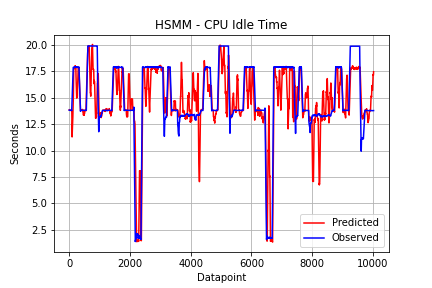 HSMM - CPU Idle Time
20.0
17.5
15.0
12.5
10.0
7.5
5.0
2.5
Seconds
Predicted
Observed
0 2000 4000 6000 8000 10000
Datapoint